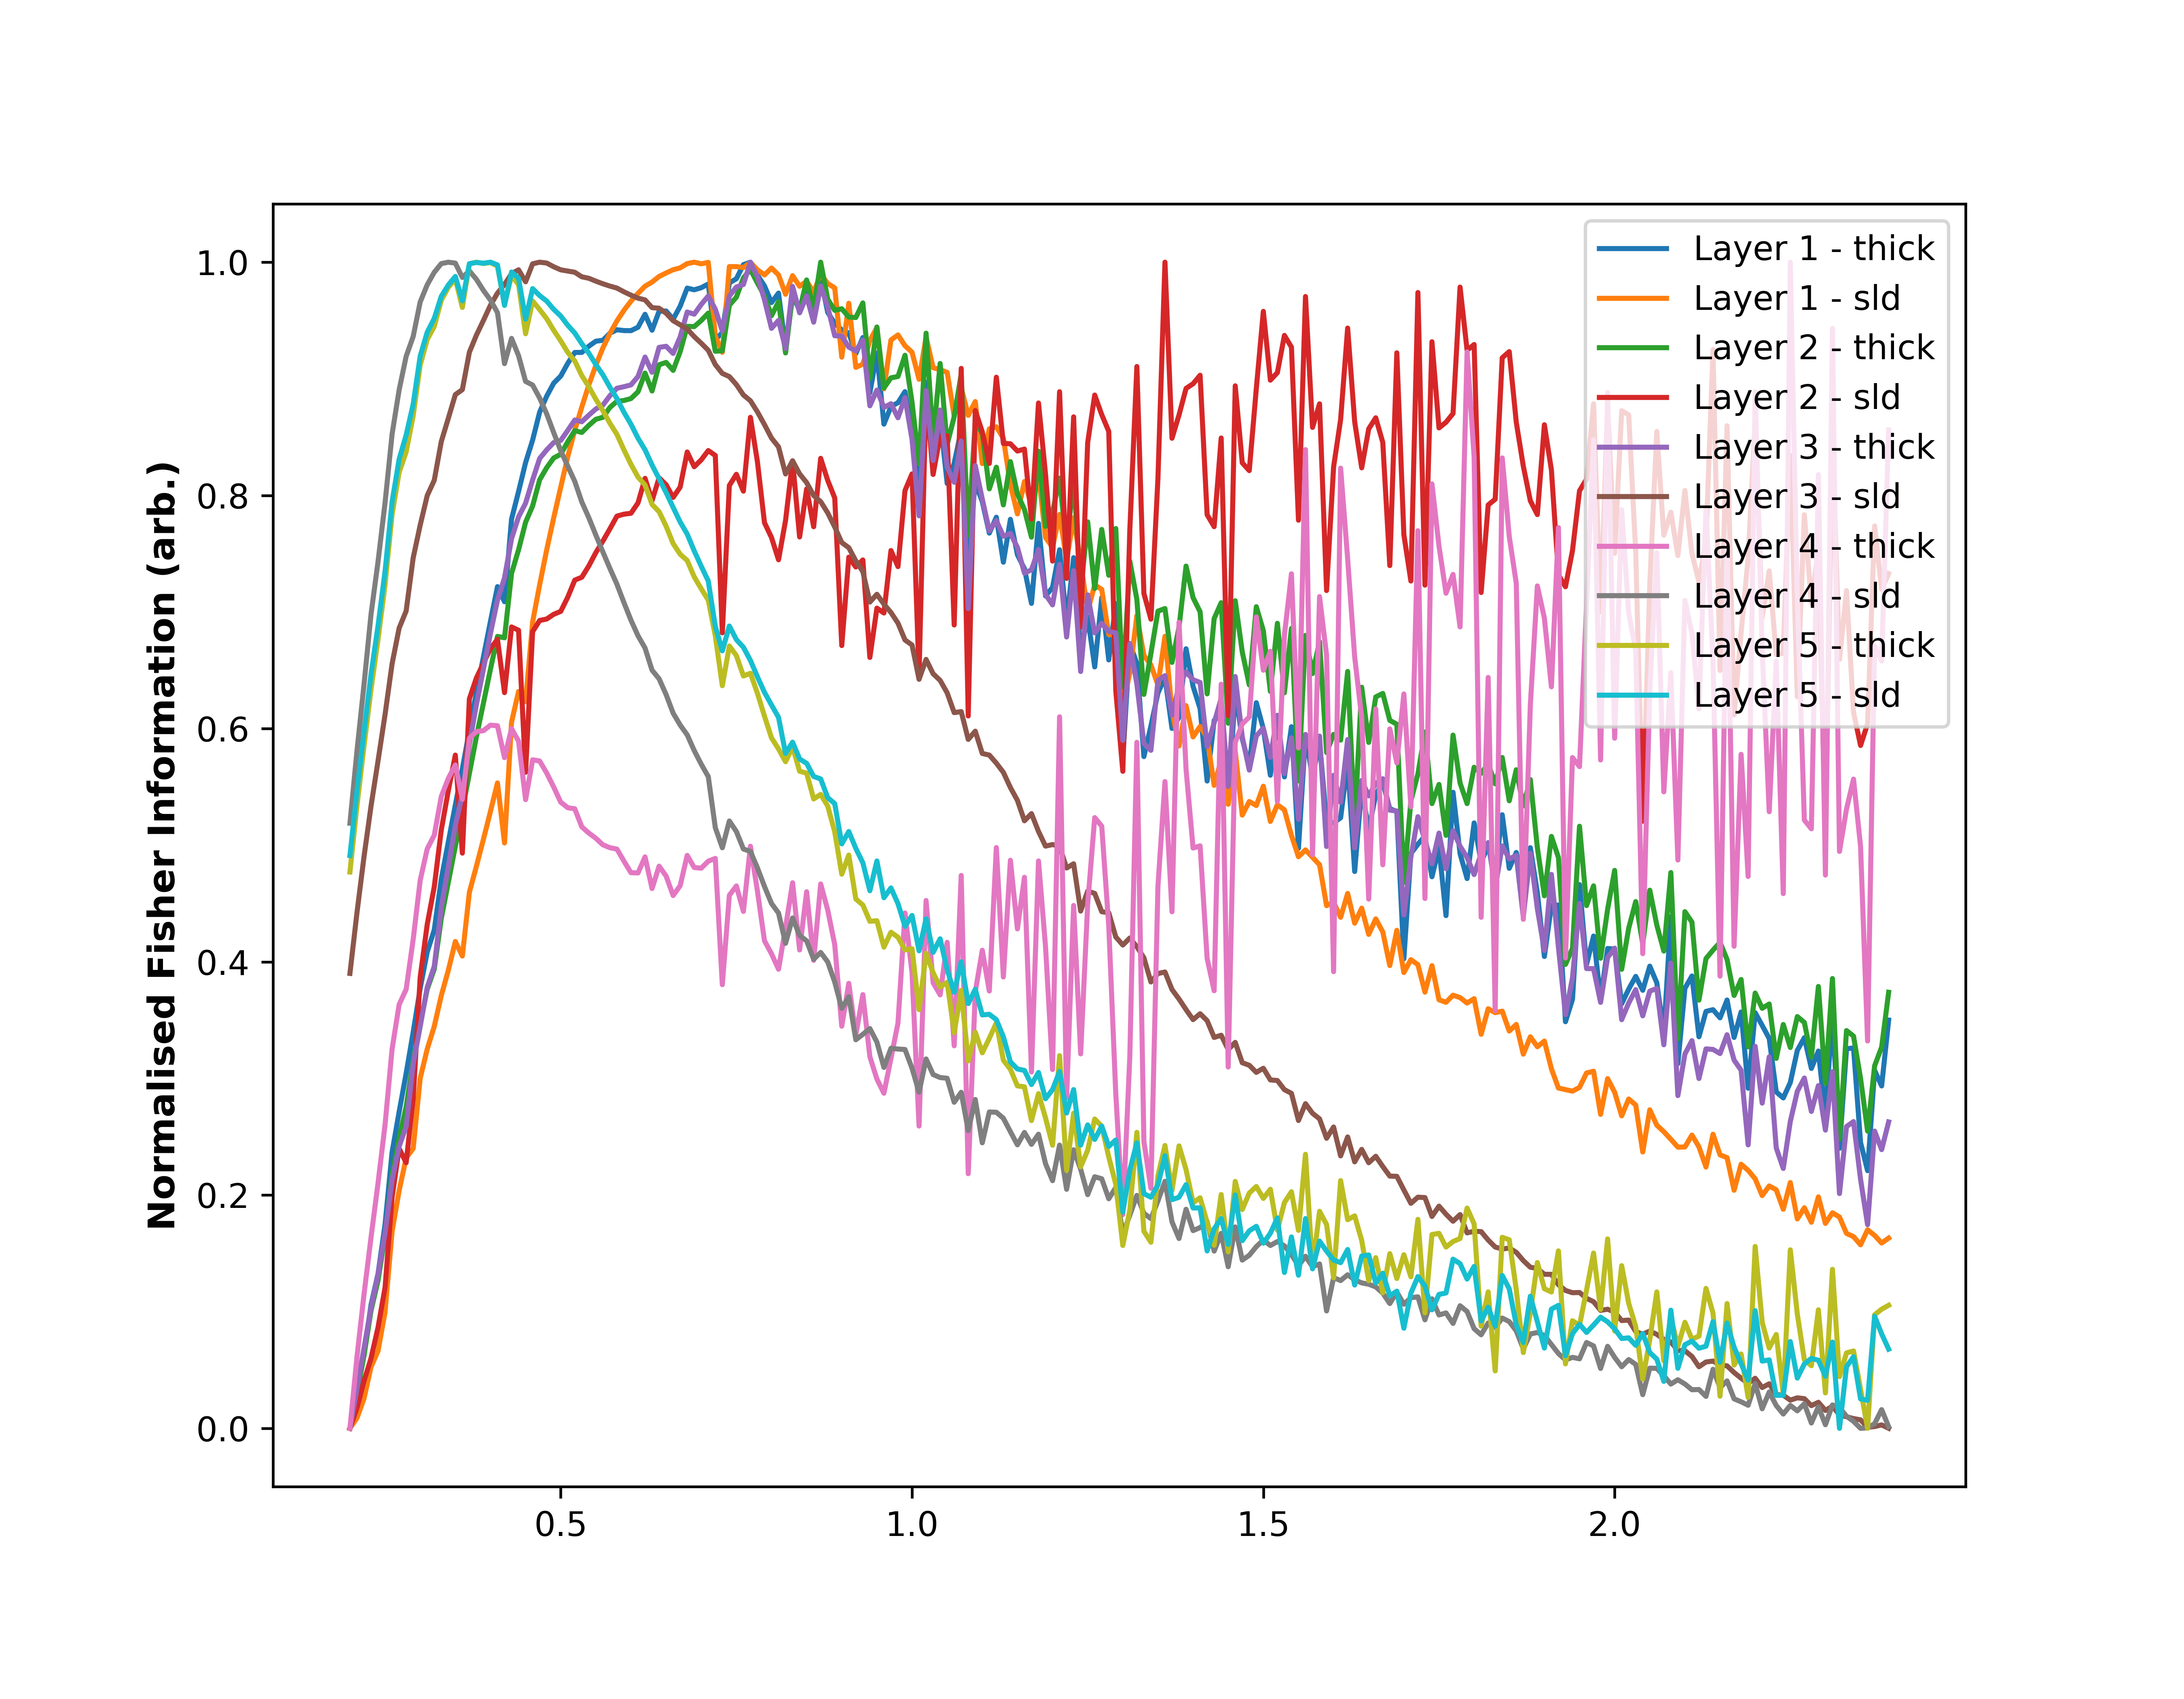 Normalised Fisher Information (arb.)
1.0
0.8
0.6
0.4
0.2
0.0
0.5
1.0
1.5
2.0
Layer 1 - thick
Layer 1 - sld
Layer 2 - thick
Layer 2 - sld
Layer 3 - thick
Layer 3 - sld
Layer 4 - thick
Layer 4 - sld
Layer 5 - thick
Layer 5 - sld